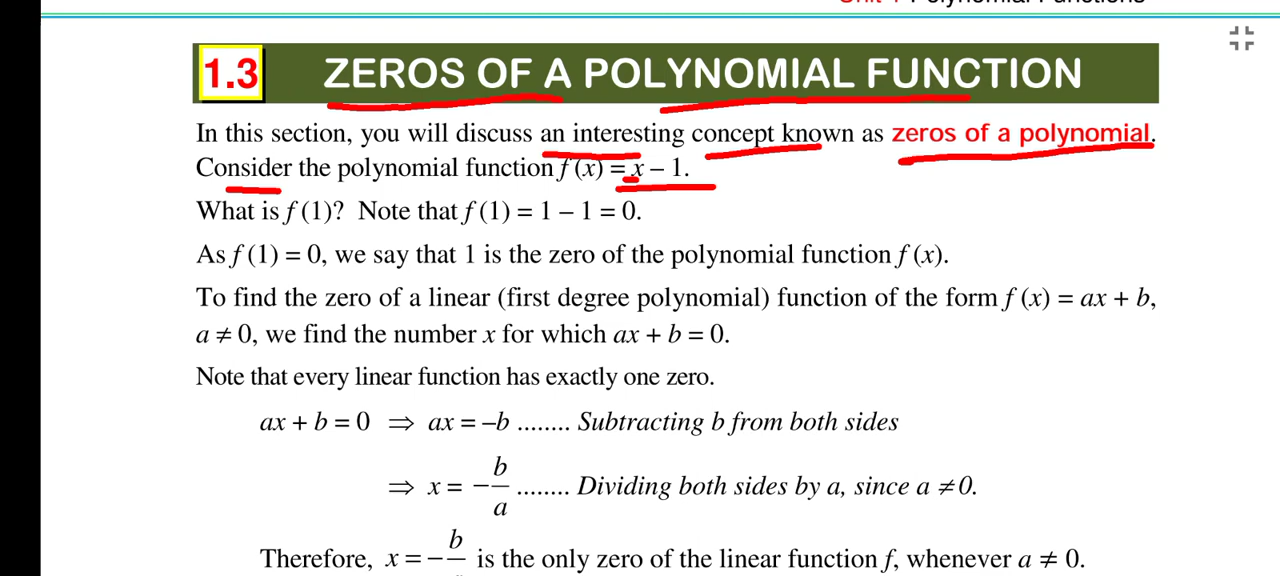 1.3 ZEROS OF A POLYNOMIAL FUNCTION
In this section, you will discuss an interesting concept known as zeros of a polynomial.
Consider the polynomial function f (x) = x – 1.
What is f (1)? Note that f (1) = 1 – 1 = 0.
As f (1) = 0, we say that 1 is the zero of the polynomial function f (x).
To find the zero of a linear (first degree polynomial) function of the form f (x) = ax + b,
a ≠ 0, we find the number x for which ax + b = 0.
Note that every linear function has exactly one zero.
ax + b = 0 ⇒ ax = –b ........ Subtracting b from both sides
⇒ x = −b/a ........ Dividing both sides by a, since a ≠ 0.
Therefore, x = −b/ is the only zero of the linear function f, whenever a ≠ 0.